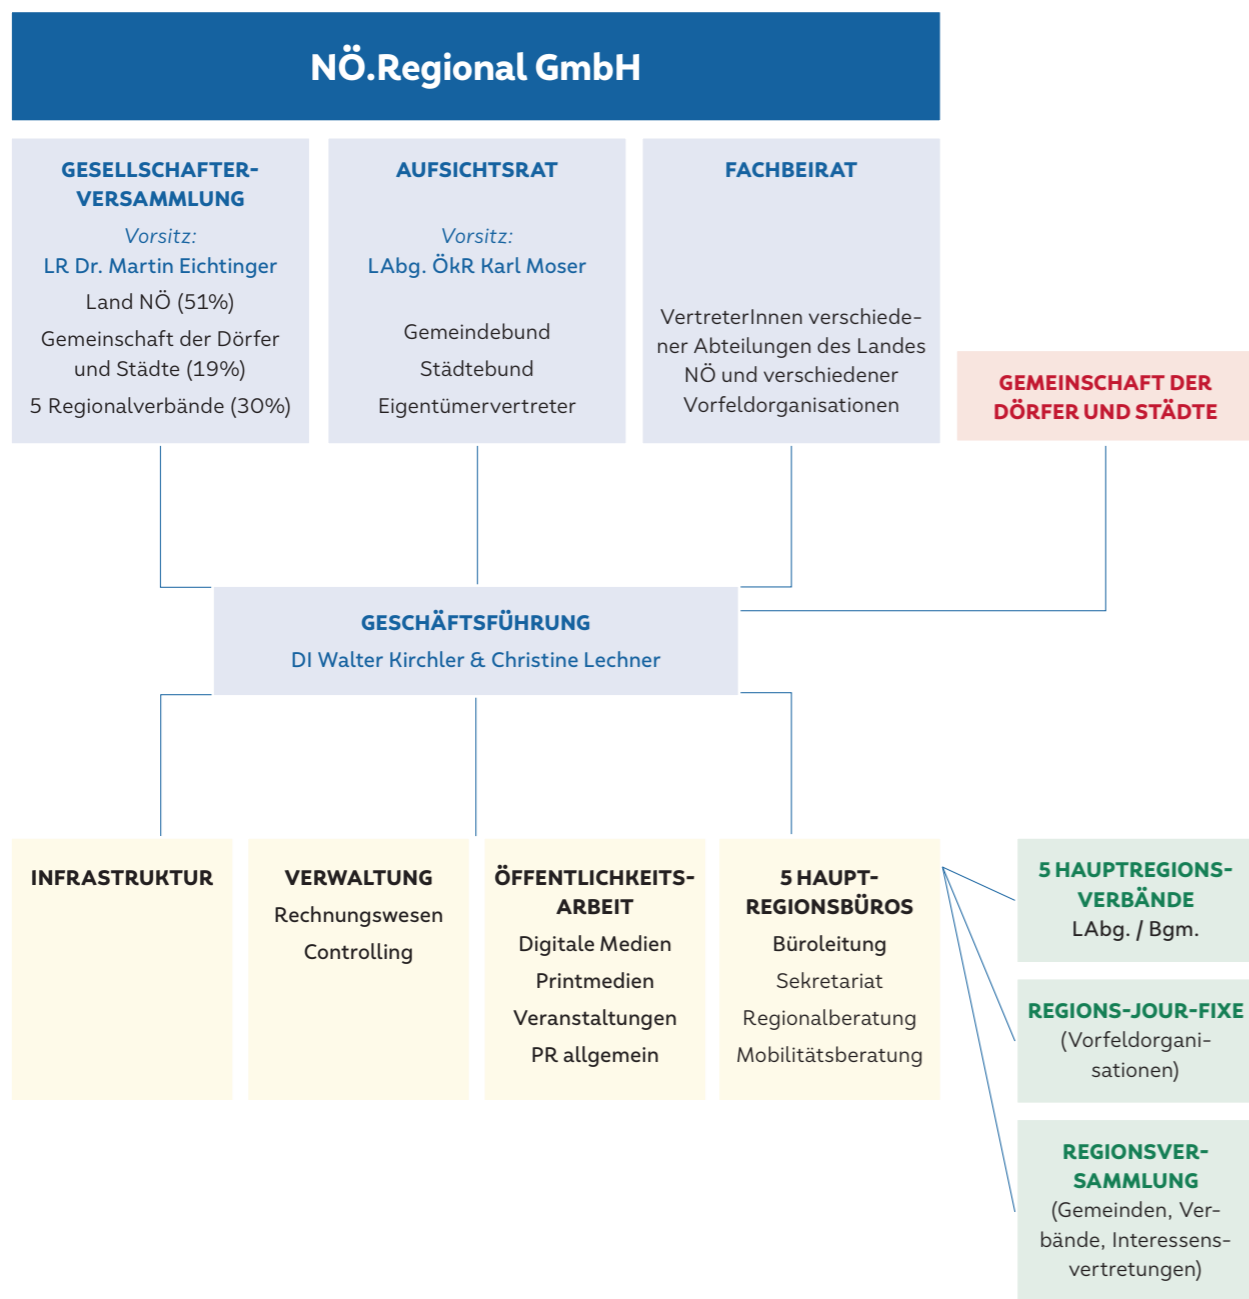 NÖ.Regional GmbH
GESELLSCHAFTER-
VERSAMMLUNG
Vorsitz:
LR Dr. Martin Eichtinger
Land NÖ (51%)
Gemeinschaft der Dörfer
und Städte (19%)
5 Regionalverbände (30%)
AUFSICHTSRAT
Vorsitz:
LAbg. ÖkR Karl Moser
Gemeindebund
Städtebund
Eigentümervertreter
FACHBEIRAT
VertreterInnen verschiede-
ner Abteilungen des Landes
NÖ und verschiedener
Vorfeldorganisationen
GEMEINSCHAFT DER
DÖRFER UND STÄDTE
GESCHÄFTSFÜHRUNG
DI Walter Kirchler & Christine Lechner
INFRASTRUKTUR
VERWALTUNG
Rechnungswesen
Controlling
ÖFFENTLICHKEITS-
ARBEIT
Digitale Medien
Printmedien
Veranstaltungen
PR allgemein
5 HAUPT-
REGIONSBÜROS
Büroleitung
Sekretariat
Regionalberatung
Mobilitätsberatung
5 HAUPTREGIONS-
VERBÄNDE
LAbg. / Bgm.
REGIONS-JOUR-FIXE
(Vorfeldorgani-
sationen)
REGIONSVER-
SAMMLUNG
(Gemeinden, Ver-
bände, Interessens-
vertretungen)